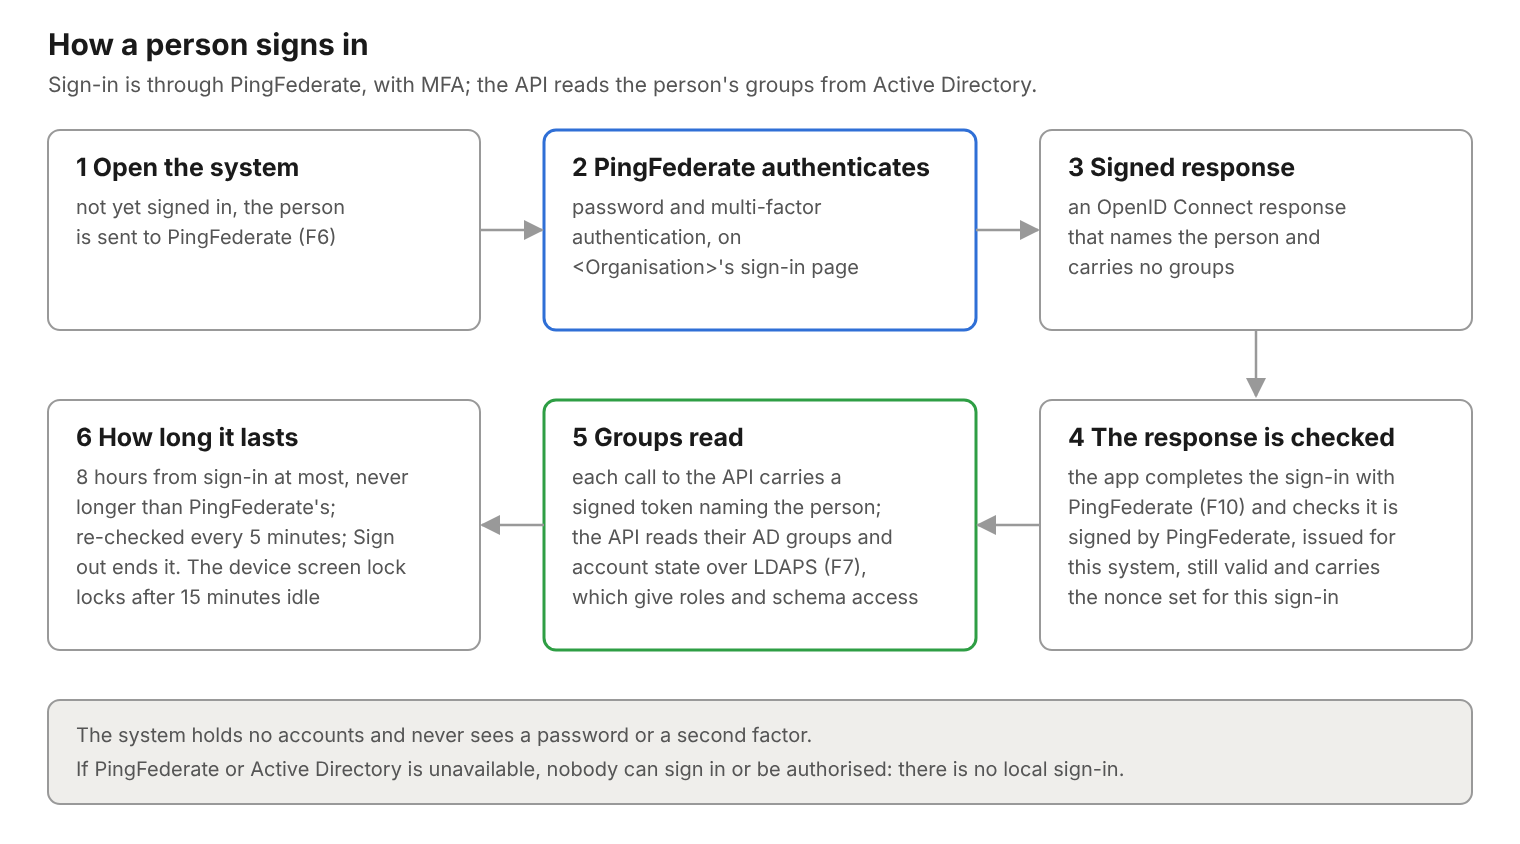 How a person signs in
Sign-in is through PingFederate, with MFA; the API reads the person's groups from Active Directory.
1 Open the system
not yet signed in, the person
is sent to PingFederate (F6)
2 PingFederate authenticates
password and multi-factor
authentication, on
<Organisation>'s sign-in page
3 Signed response
an OpenID Connect response
that names the person and
carries no groups
4 The response is checked
the app completes the sign-in with
PingFederate (F10) and checks it is
signed by PingFederate, issued for
this system, still valid and carries
the nonce set for this sign-in
5 Groups read
each call to the API carries a
signed token naming the person;
the API reads their AD groups and
account state over LDAPS (F7),
which give roles and schema access
6 How long it lasts
8 hours from sign-in at most, never
longer than PingFederate's;
re-checked every 5 minutes; Sign
out ends it. The device screen lock
locks after 15 minutes idle
The system holds no accounts and never sees a password or a second factor.
If PingFederate or Active Directory is unavailable, nobody can sign in or be authorised: there is no local sign-in.